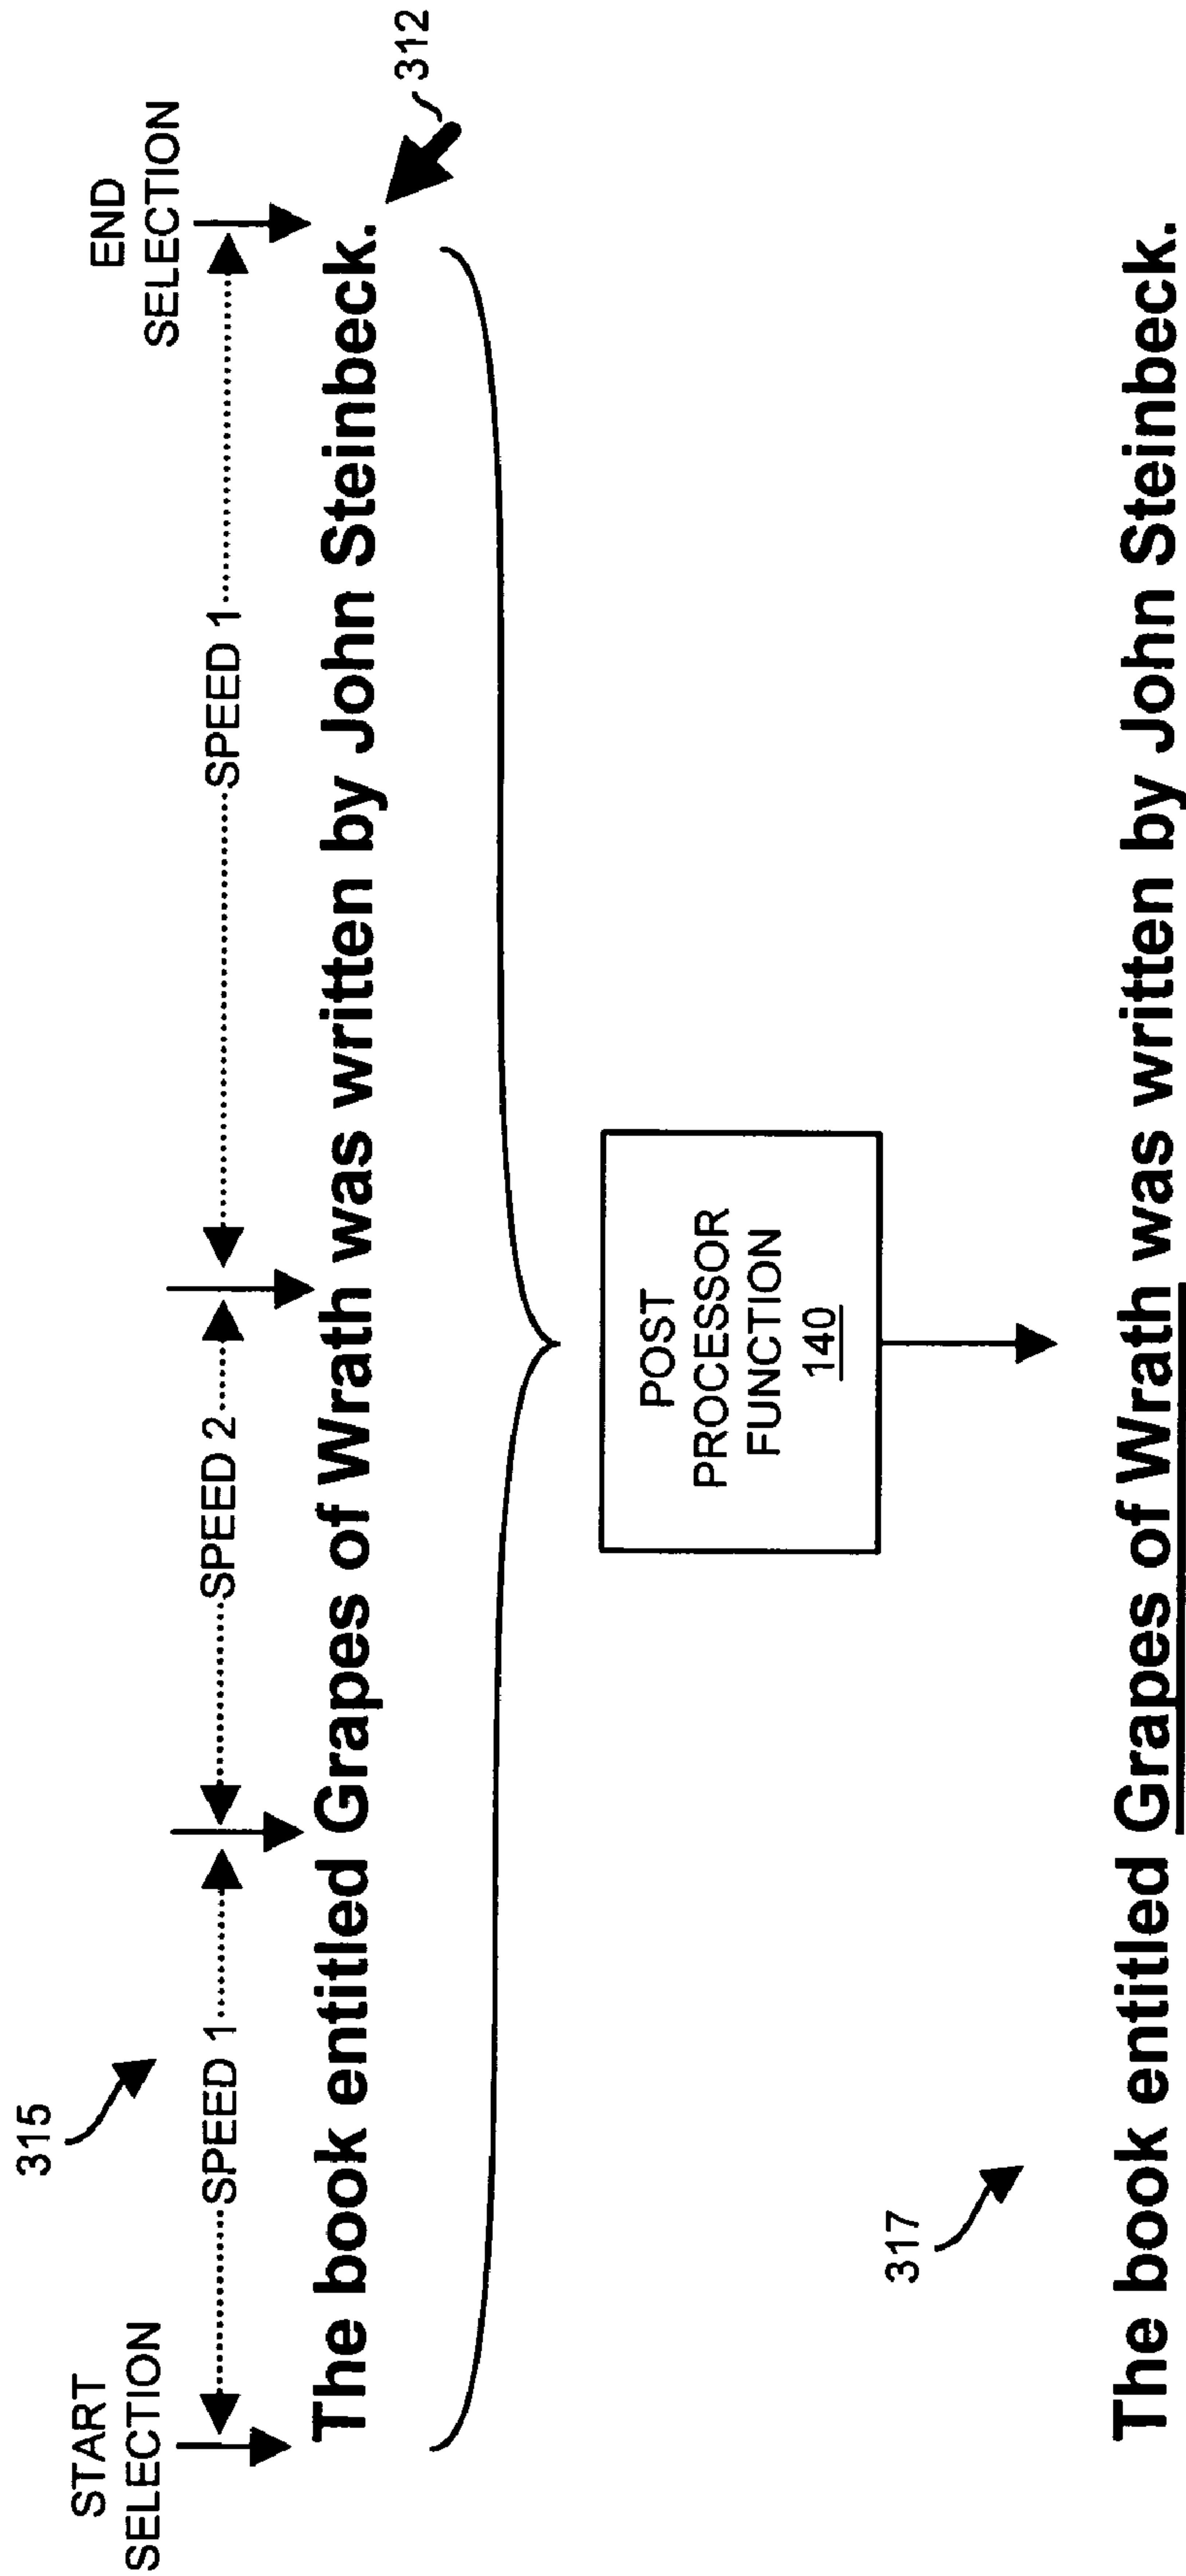 315
START
SELECTION
END
SELECTION
SPEED 1
SPEED 2
SPEED 1
The book entitled Grapes of Wrath was written by John Steinbeck.
312
POST
PROCESSOR
FUNCTION
140
317
The book entitled Grapes of Wrath was written by John Steinbeck.